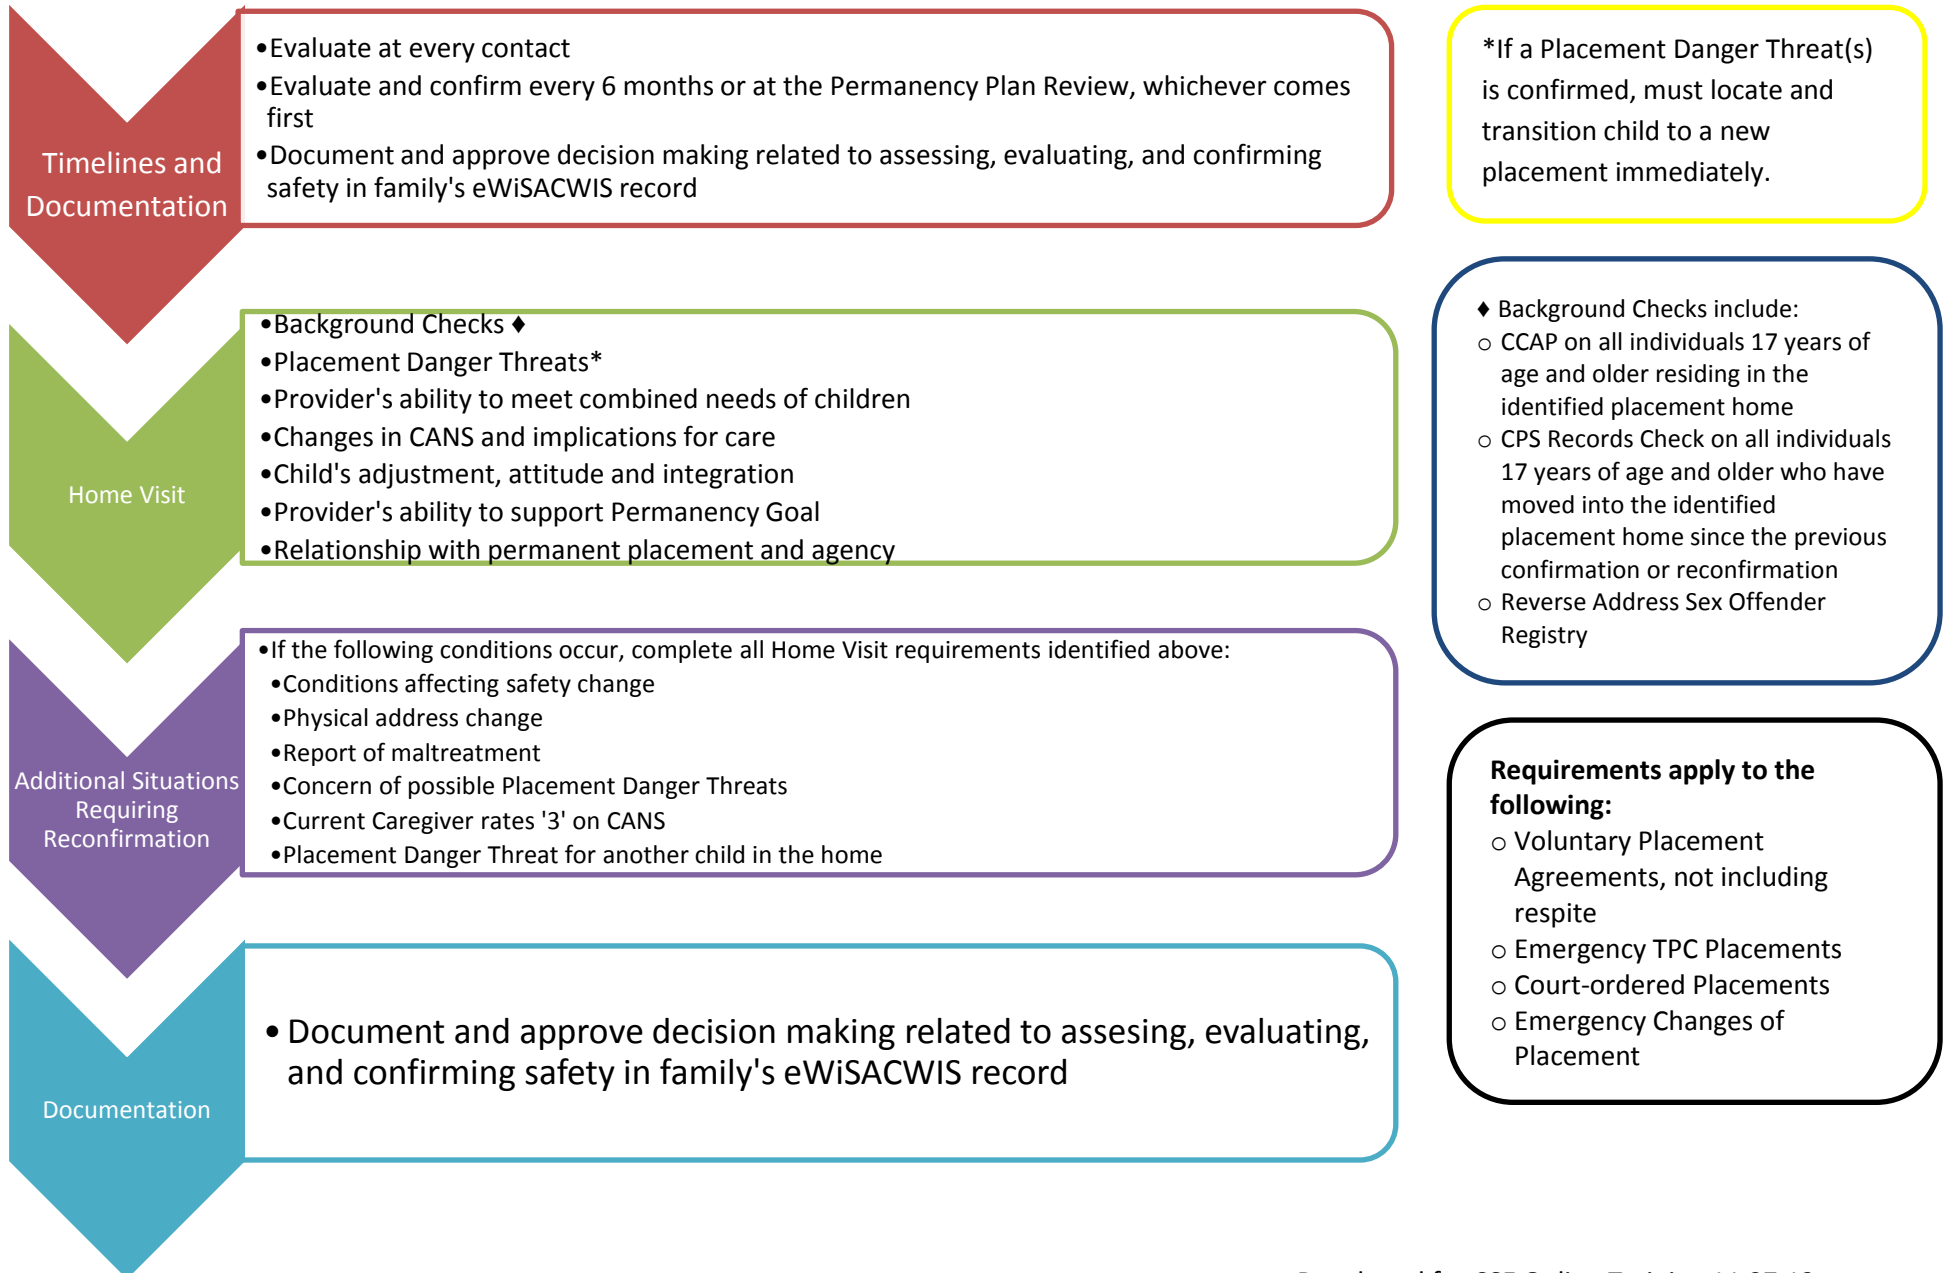 Timelines and
Documentation
•Evaluate at every contact
•Evaluate and confirm every 6 months or at the Permanency Plan Review, whichever comes
first
•Document and approve decision making related to assessing, evaluating, and confirming
safety in family's eWiSACWIS record
*If a Placement Danger Threat(s)
is confirmed, must locate and
transition child to a new
placement immediately.
Home Visit
•Background Checks ♦
•Placement Danger Threats*
•Provider's ability to meet combined needs of children
•Changes in CANS and implications for care
•Child's adjustment, attitude and integration
•Provider's ability to support Permanency Goal
•Relationship with permanent placement and agency
♦ Background Checks include:
○ CCAP on all individuals 17 years of
age and older residing in the
identified placement home
○ CPS Records Check on all individuals
17 years of age and older who have
moved into the identified
placement home since the previous
confirmation or reconfirmation
○ Reverse Address Sex Offender
Registry
Additional Situations
Requiring
Reconfirmation
•If the following conditions occur, complete all Home Visit requirements identified above:
•Conditions affecting safety change
•Physical address change
•Report of maltreatment
•Concern of possible Placement Danger Threats
•Current Caregiver rates '3' on CANS
•Placement Danger Threat for another child in the home
Requirements apply to the
following:
○ Voluntary Placement
Agreements, not including
respite
○ Emergency TPC Placements
○ Court-ordered Placements
○ Emergency Changes of
Placement
Documentation
• Document and approve decision making related to assesing, evaluating,
and confirming safety in family's eWiSACWIS record